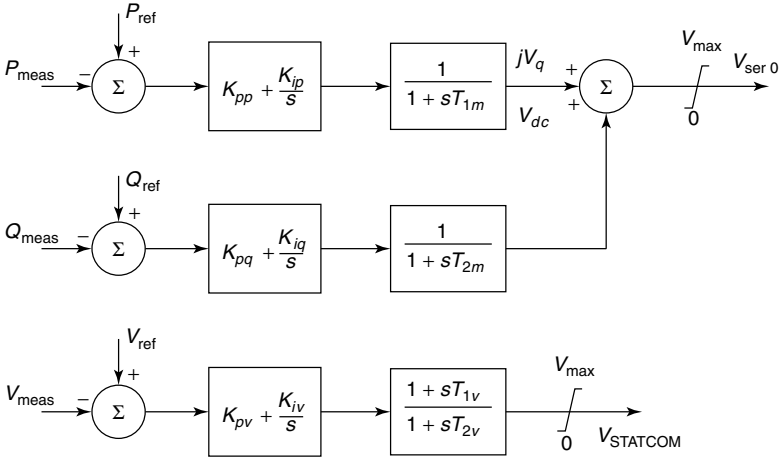 P_ref
+
P_meas
−
Σ
K_pp + K_ip/s
1/(1 + sT_1m)
jV_q
V_dc
+
+
Σ
V_max
0
V_ser 0
Q_ref
+
Q_meas
−
Σ
K_pq + K_iq/s
1/(1 + sT_2m)
V_ref
+
V_meas
−
Σ
K_pv + K_iv/s
(1 + sT_1v)/(1 + sT_2v)
V_max
0
V_STATCOM